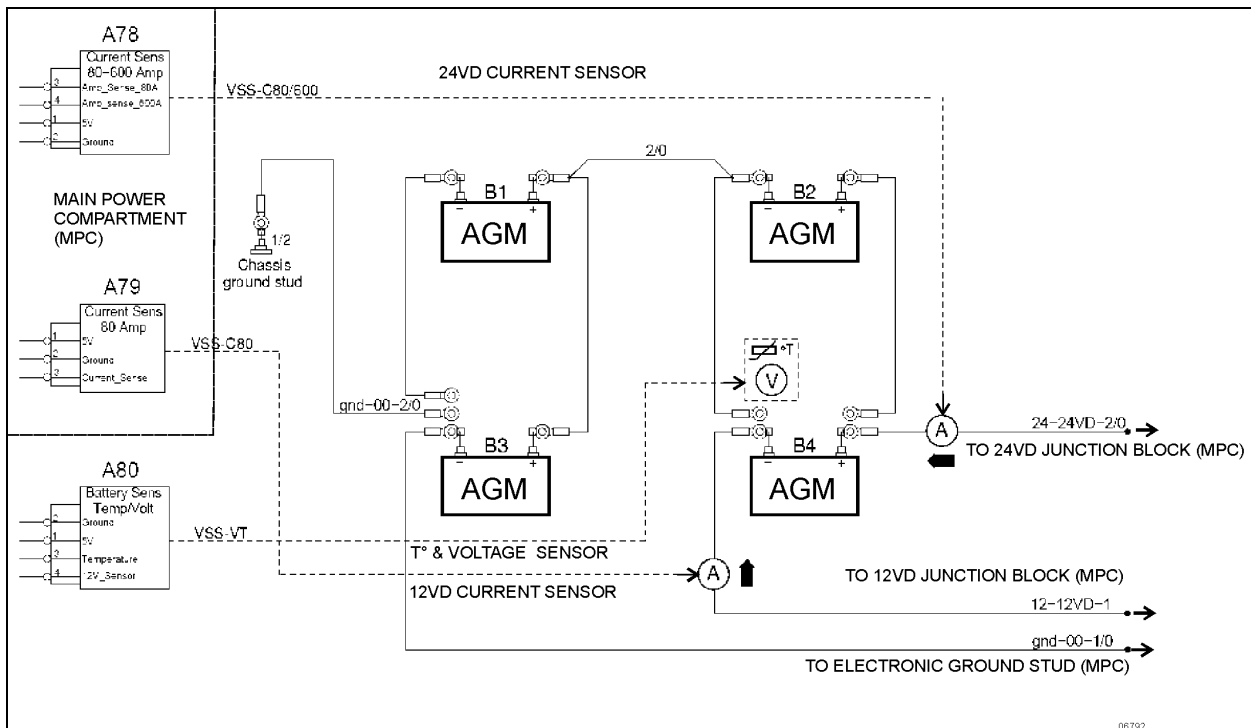 A78
Current Sens
80-600 Amp
3 Amp_Sense_80A
4 Amp_sense_600A
1 5V
2 Ground
24VD CURRENT SENSOR
VSS-C80/600
MAIN POWER
COMPARTMENT
(MPC)
1/2
Chassis
ground stud
2/0
B1
- +
AGM
B2
- +
AGM
A79
Current Sens
80 Amp
1 5V
2 Ground
3 Current_Sense
VSS-C80
°T
V
gnd-00-2/0
B3
- +
AGM
B4
- +
AGM
A
24-24VD-2/0
TO 24VD JUNCTION BLOCK (MPC)
A80
Battery Sens
Temp/Volt
2 Ground
1 5V
3 Temperature
4 12V_Sensor
VSS-VT
T° & VOLTAGE SENSOR
12VD CURRENT SENSOR
A
TO 12VD JUNCTION BLOCK (MPC)
12-12VD-1
gnd-00-1/0
TO ELECTRONIC GROUND STUD (MPC)
06792